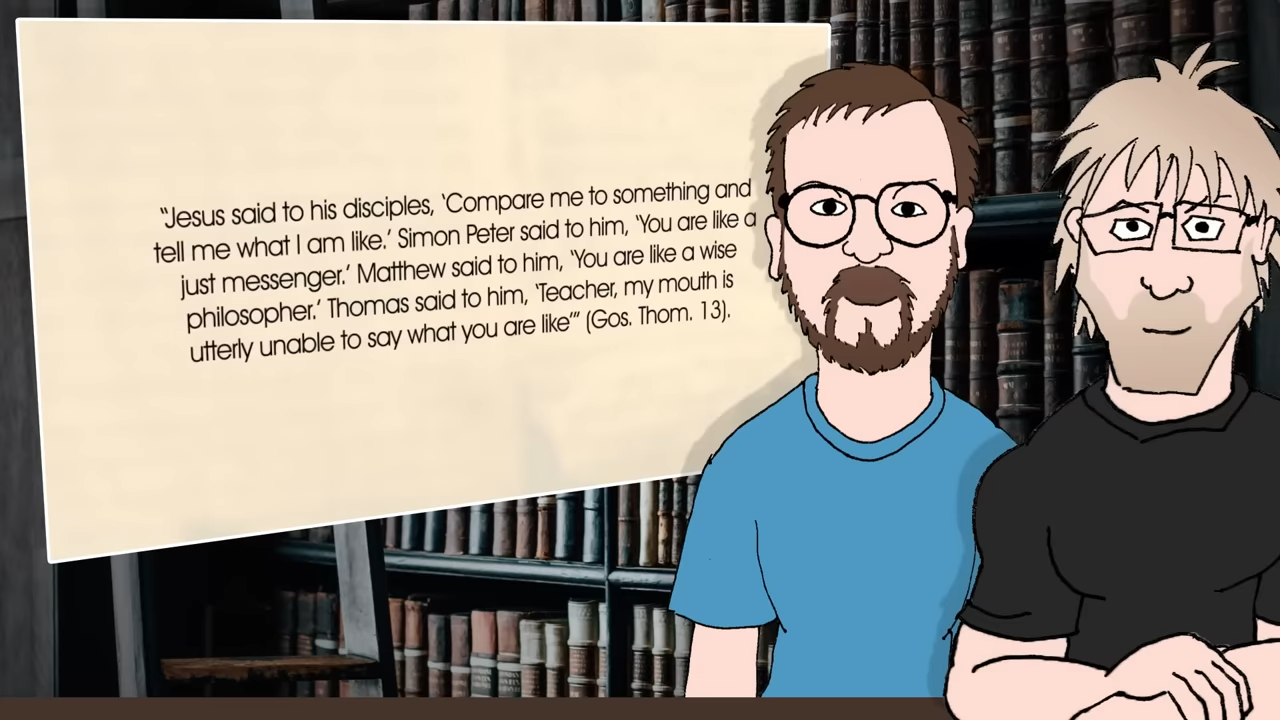 “Jesus said to his disciples, ‘Compare me to something and
tell me what I am like.’ Simon Peter said to him, ‘You are like a
just messenger.’ Matthew said to him, ‘You are like a wise
philosopher.’ Thomas said to him, ‘Teacher, my mouth is
utterly unable to say what you are like’” (Gos. Thom. 13).